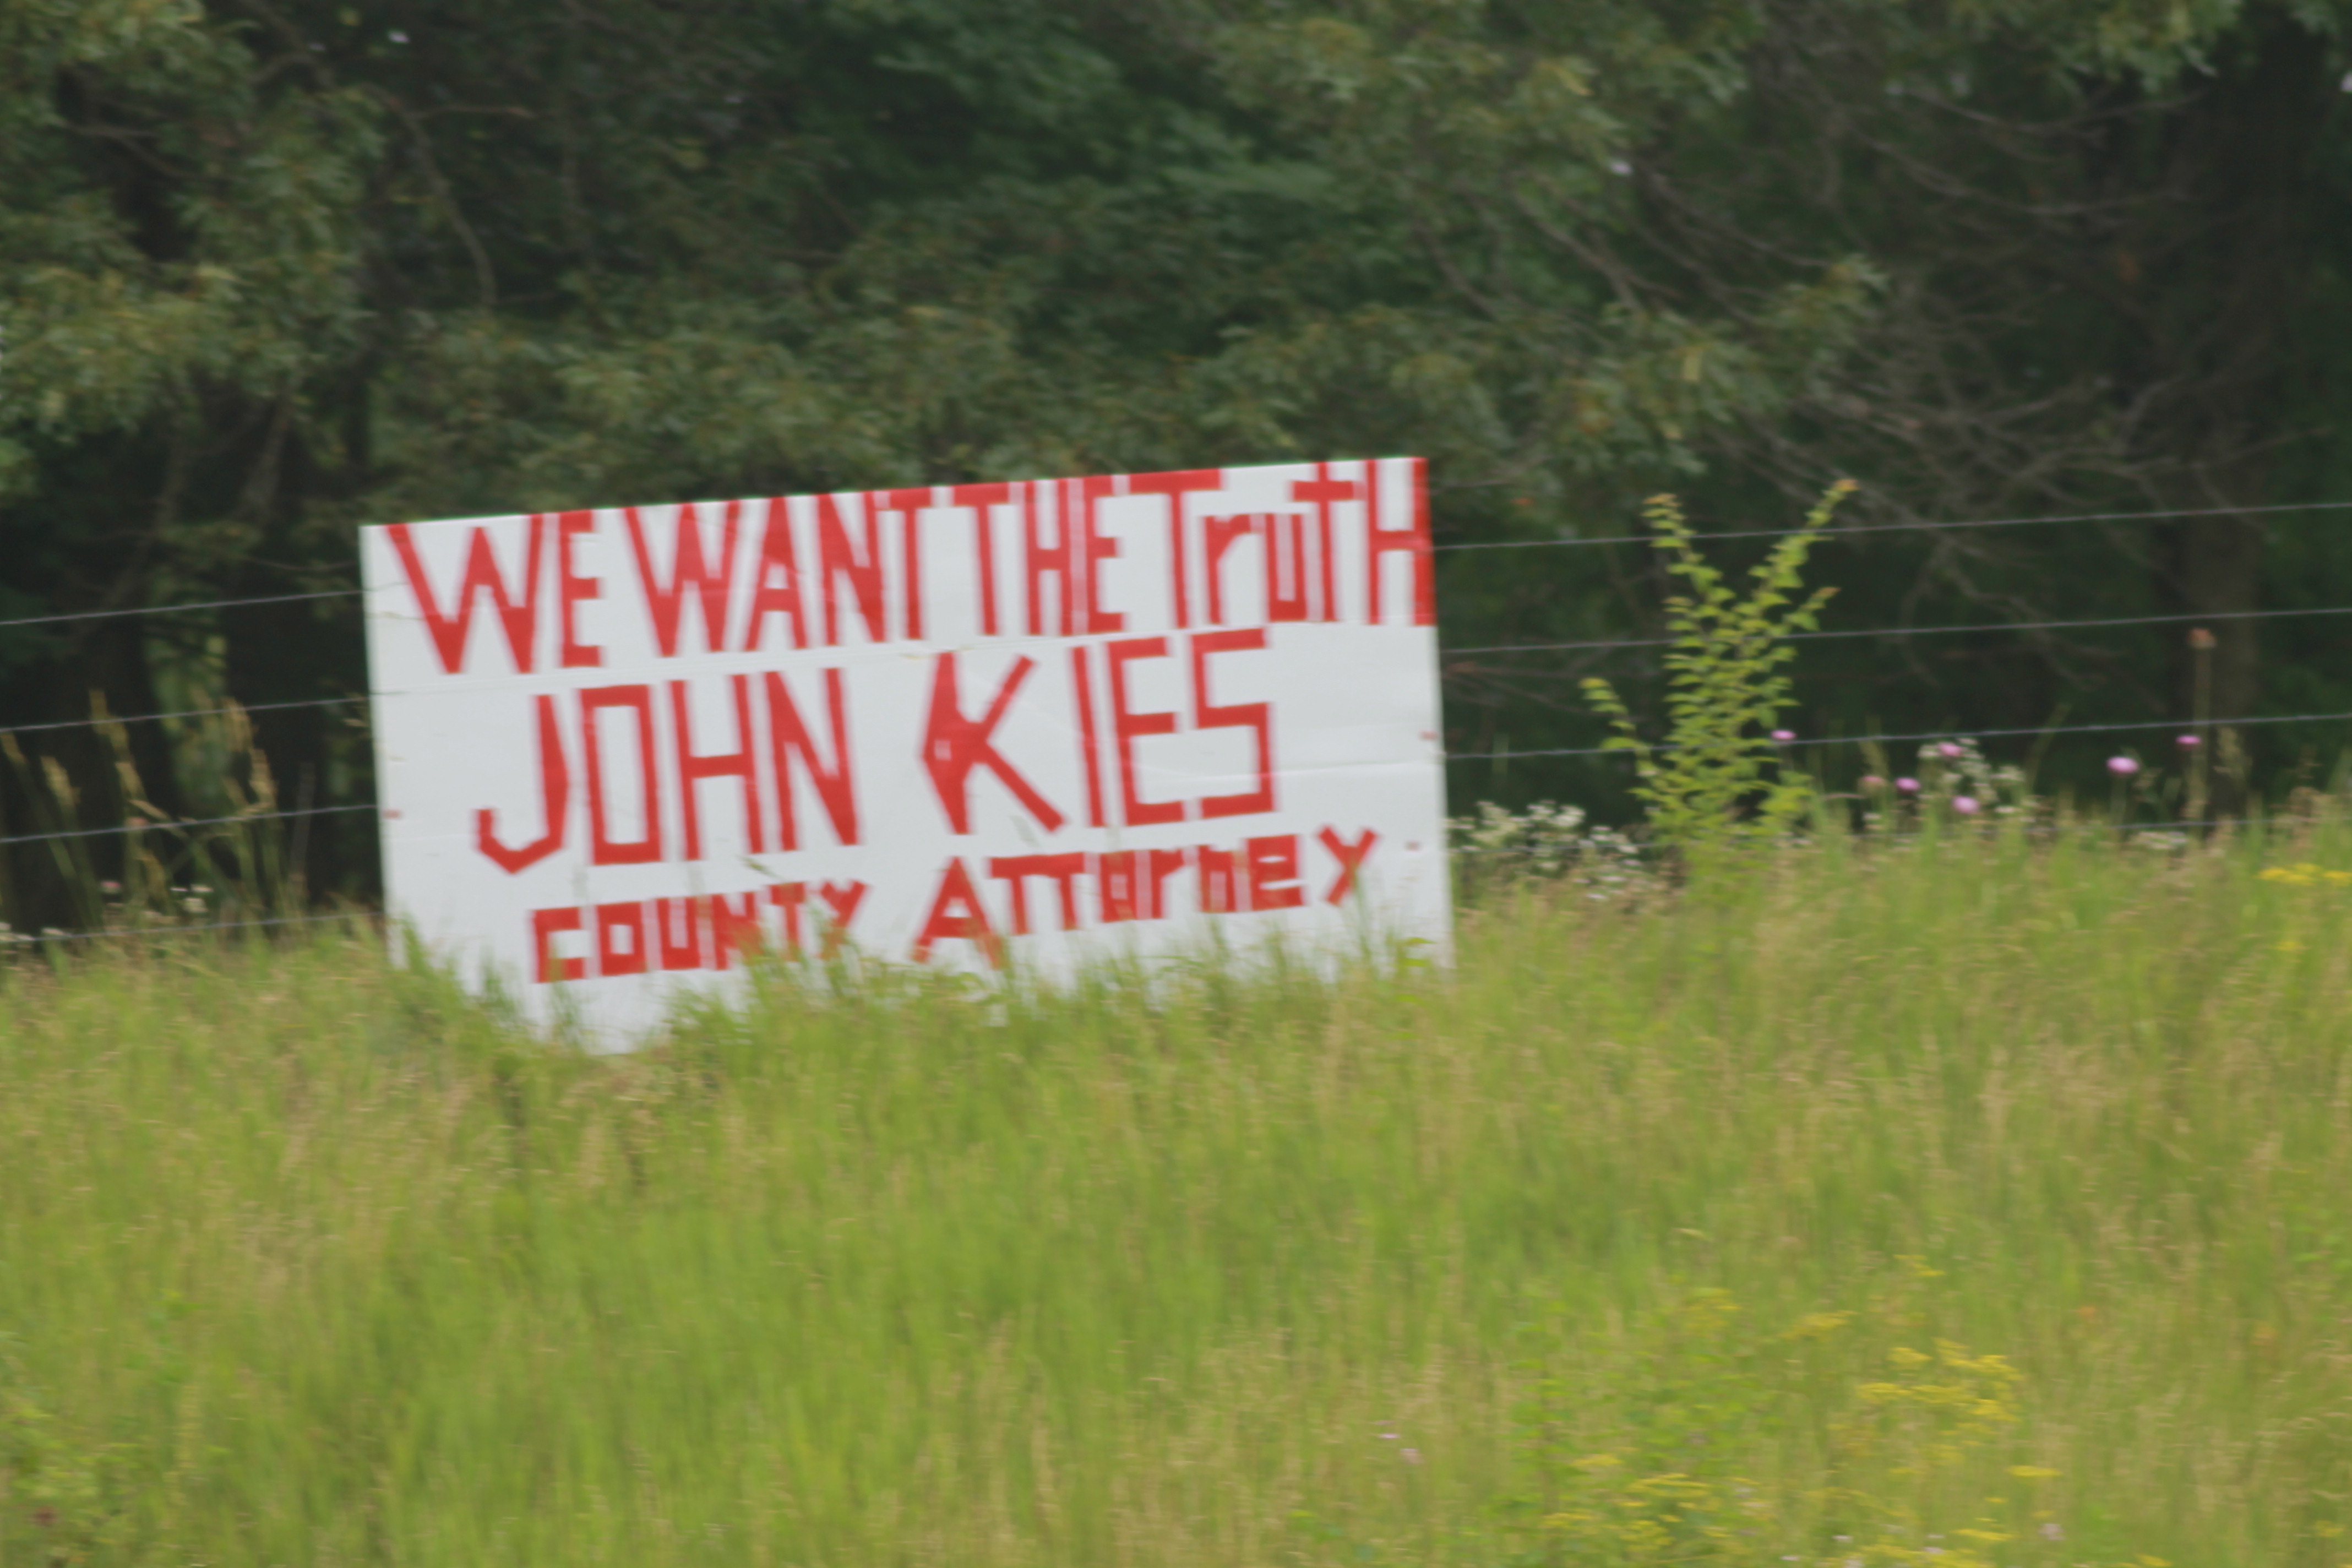 WE WANT THE TruTH
JOHN KIES
COUNTY ATTorneY